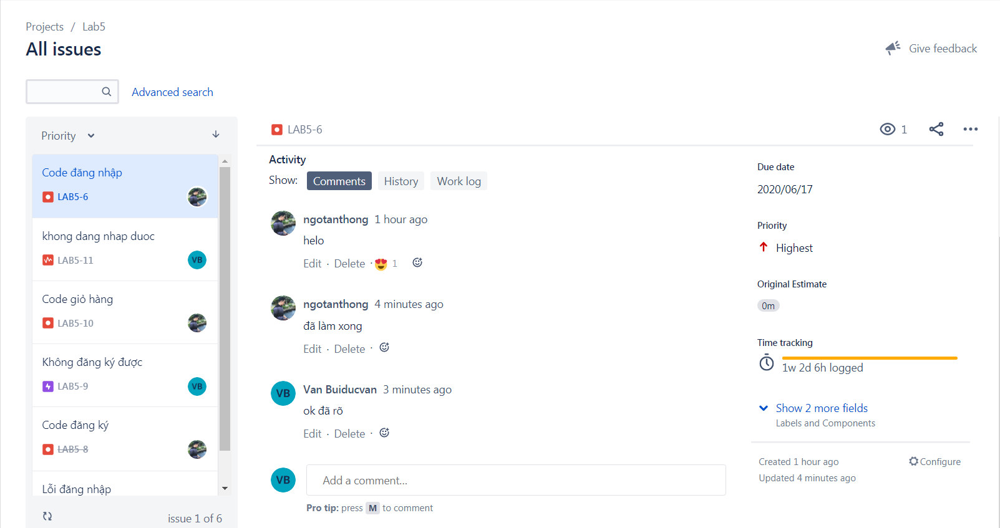 Projects / Lab5
All issues
Give feedback
Advanced search
Priority
Code đăng nhập
LAB5-6
khong dang nhap duoc
LAB5-11
VB
Code giỏ hàng
LAB5-10
Không đăng ký được
LAB5-9
VB
Code đăng ký
LAB5-8
Lỗi đăng nhập
issue 1 of 6
LAB5-6
1
Activity
Show: Comments History Work log
ngotanthong 1 hour ago
helo
Edit · Delete · 1
ngotanthong 4 minutes ago
đã làm xong
Edit · Delete ·
VB
Van Buiducvan 3 minutes ago
ok đã rõ
Edit · Delete ·
VB
Add a comment...
Pro tip: press M to comment
Due date
2020/06/17
Priority
Highest
Original Estimate
0m
Time tracking
1w 2d 6h logged
Show 2 more fields
Labels and Components
Created 1 hour ago
Configure
Updated 4 minutes ago